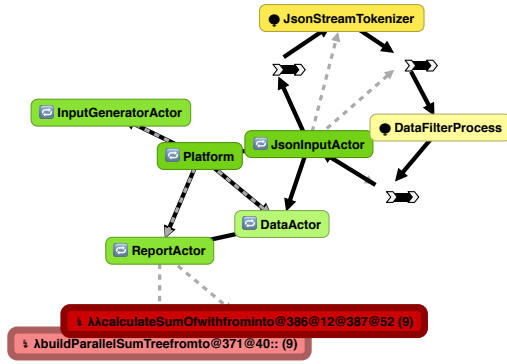 JsonStreamTokenizer
InputGeneratorActor
DataFilterProcess
JsonInputActor
Platform
DataActor
ReportActor
λλcalculateSumOfwithfrominto@386@12@387@52 (9)
λbuildParallelSumTreefromto@371@40:: (9)